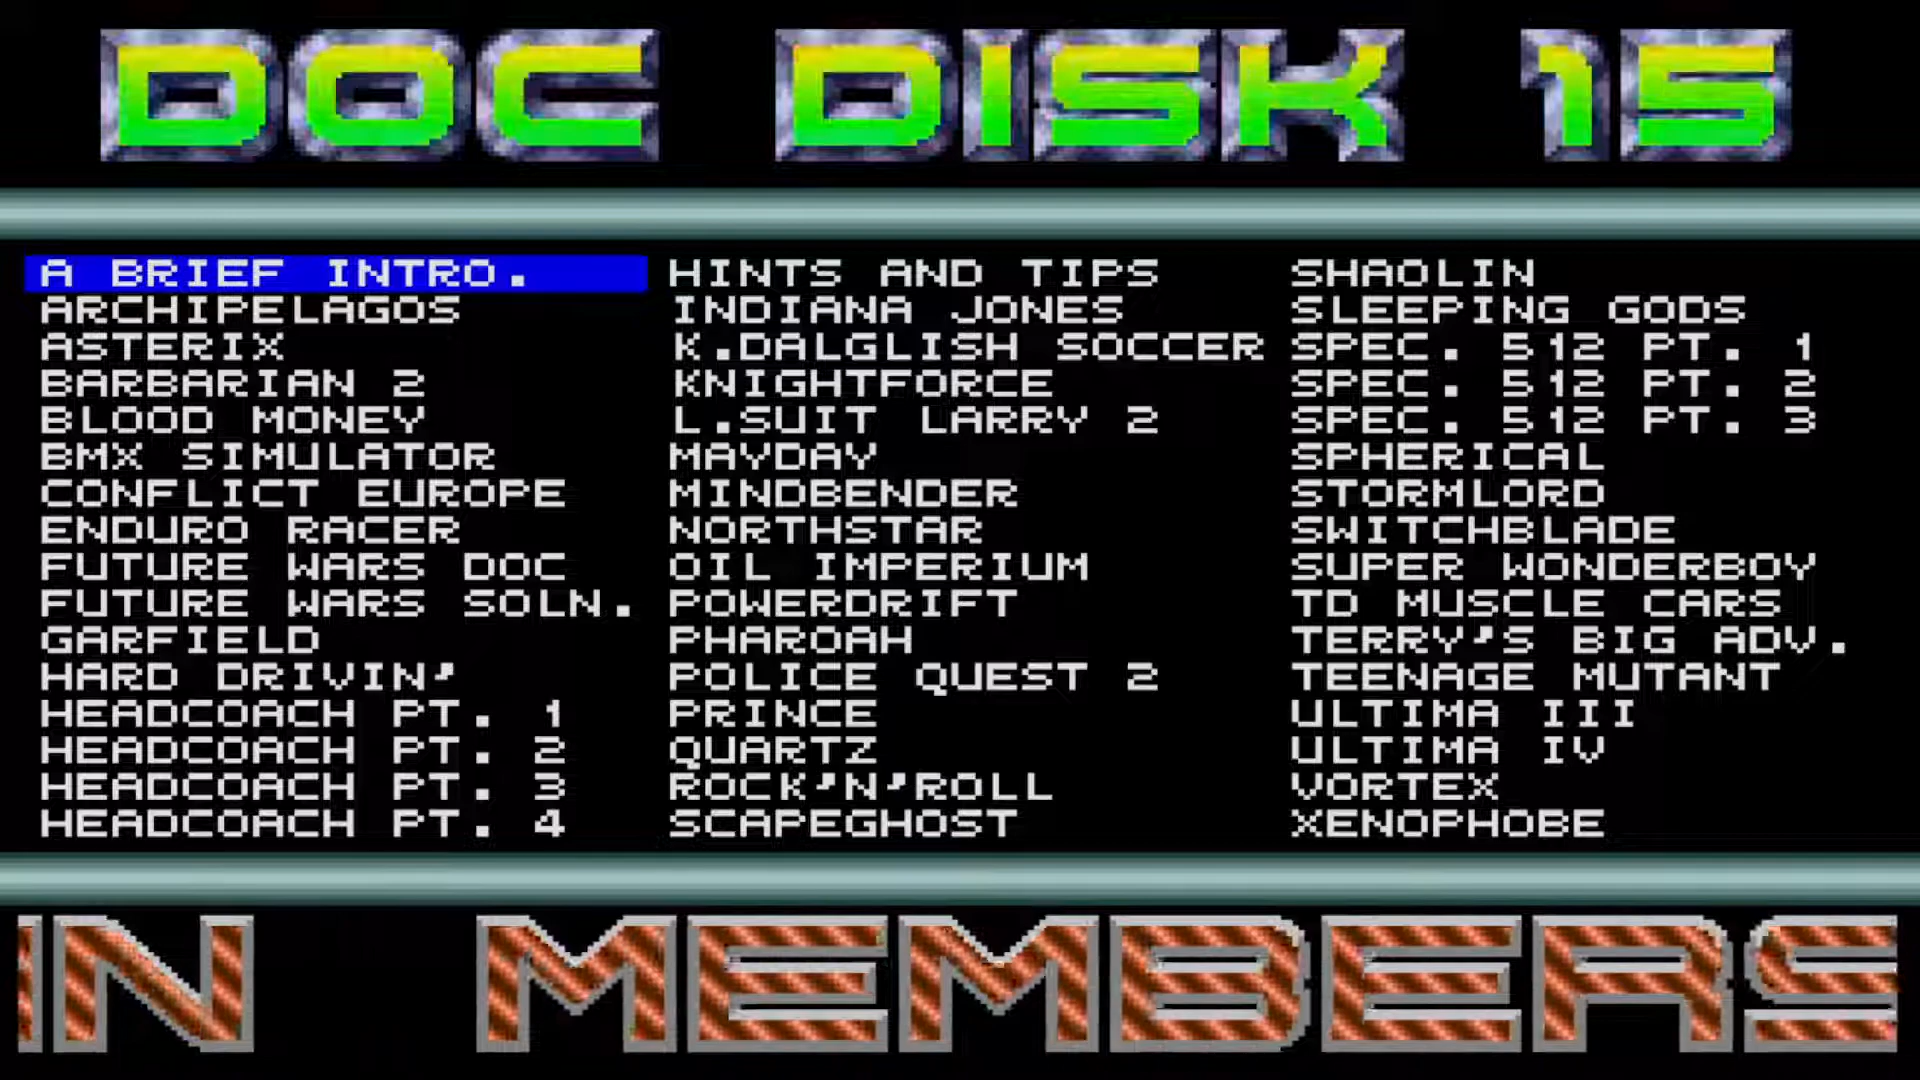 DOC DISK 15
A BRIEF INTRO.
ARCHIPELAGOS
ASTERIX
BARBARIAN 2
BLOOD MONEY
BMX SIMULATOR
CONFLICT EUROPE
ENDURO RACER
FUTURE WARS DOC
FUTURE WARS SOLN.
GARFIELD
HARD DRIVIN'
HEADCOACH PT. 1
HEADCOACH PT. 2
HEADCOACH PT. 3
HEADCOACH PT. 4
HINTS AND TIPS
INDIANA JONES
K.DALGLISH SOCCER
KNIGHTFORCE
L.SUIT LARRY 2
MAYDAY
MINDBENDER
NORTHSTAR
OIL IMPERIUM
POWERDRIFT
PHAROAH
POLICE QUEST 2
PRINCE
QUARTZ
ROCK'N'ROLL
SCAPEGHOST
SHAOLIN
SLEEPING GODS
SPEC. 512 PT. 1
SPEC. 512 PT. 2
SPEC. 512 PT. 3
SPHERICAL
STORMLORD
SWITCHBLADE
SUPER WONDERBOY
TD MUSCLE CARS
TERRY'S BIG ADV.
TEENAGE MUTANT
ULTIMA III
ULTIMA IV
VORTEX
XENOPHOBE
IN MEMBERS